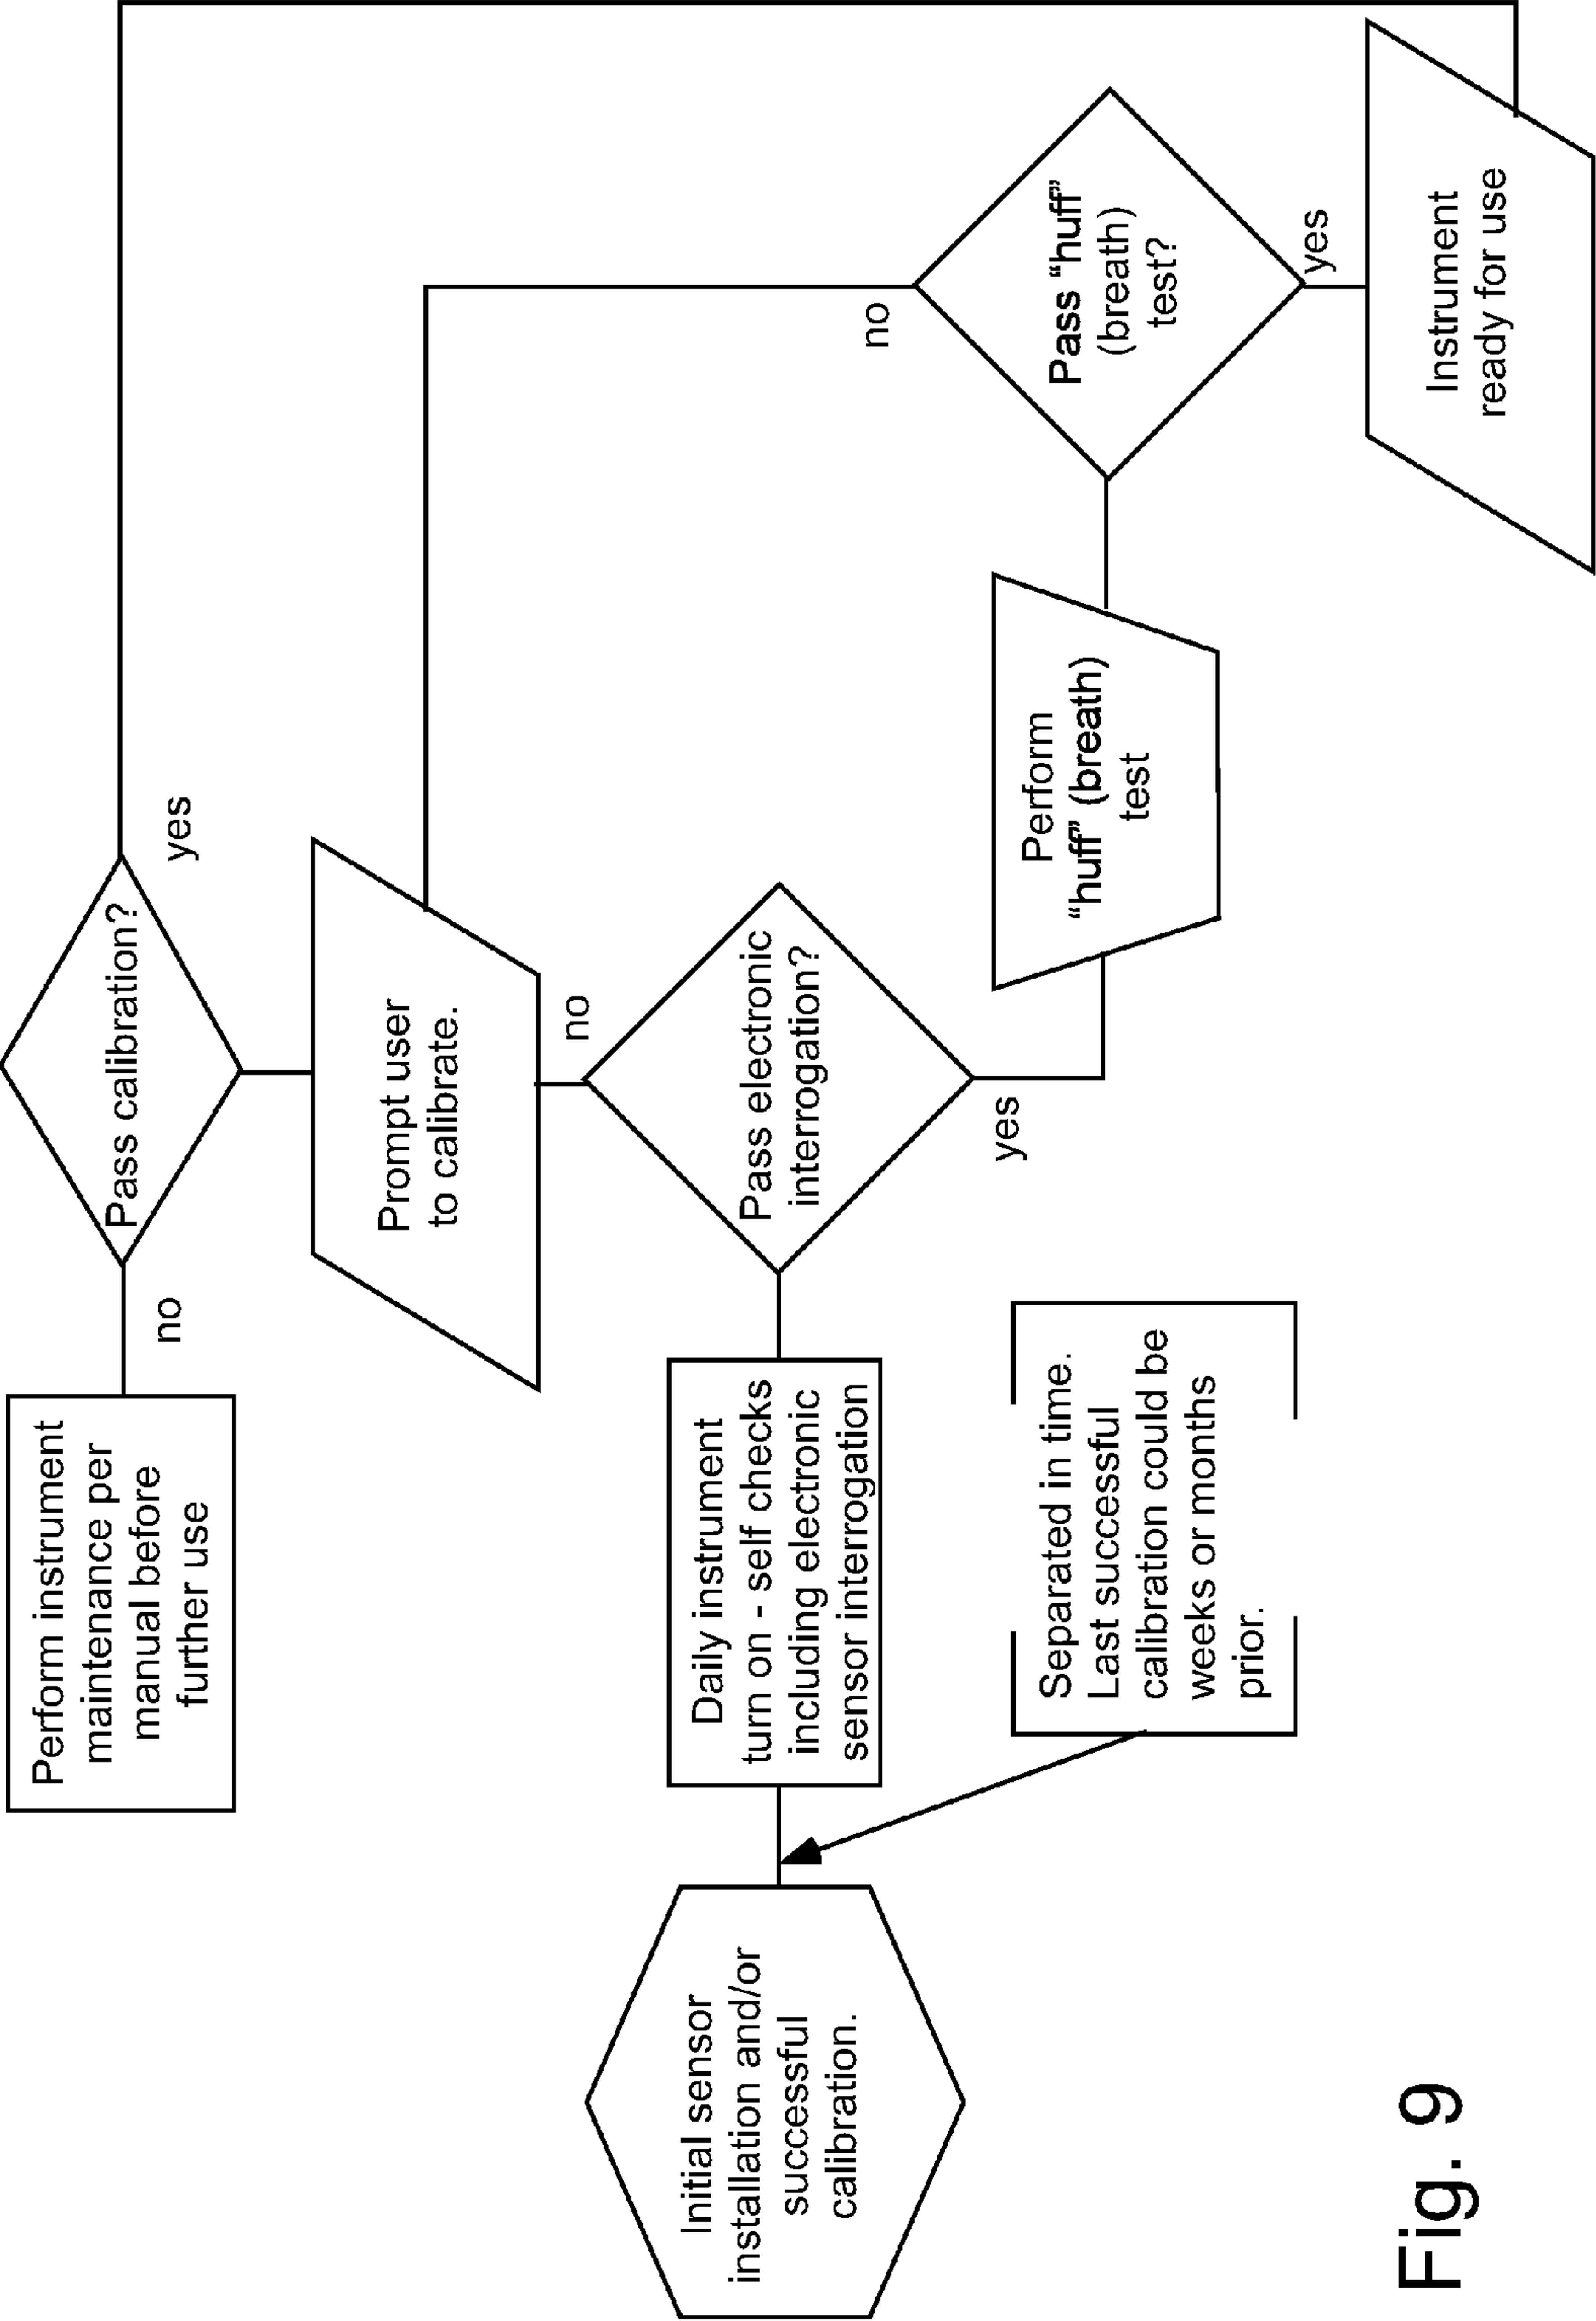 Perform instrument
maintenance per
manual before
further use
no
Pass calibration?
yes
Prompt user
to calibrate.
no
Initial sensor
installation and/or
successful
calibration.
Daily instrument
turn on - self checks
including electronic
sensor interrogation
Pass electronic
interrogation?
yes
Separated in time.
Last successful
calibration could be
weeks or months
prior.
Perform
“huff” (breath)
test
no
Pass “huff”
(breath)
test?
yes
Instrument
ready for use
Fig. 9